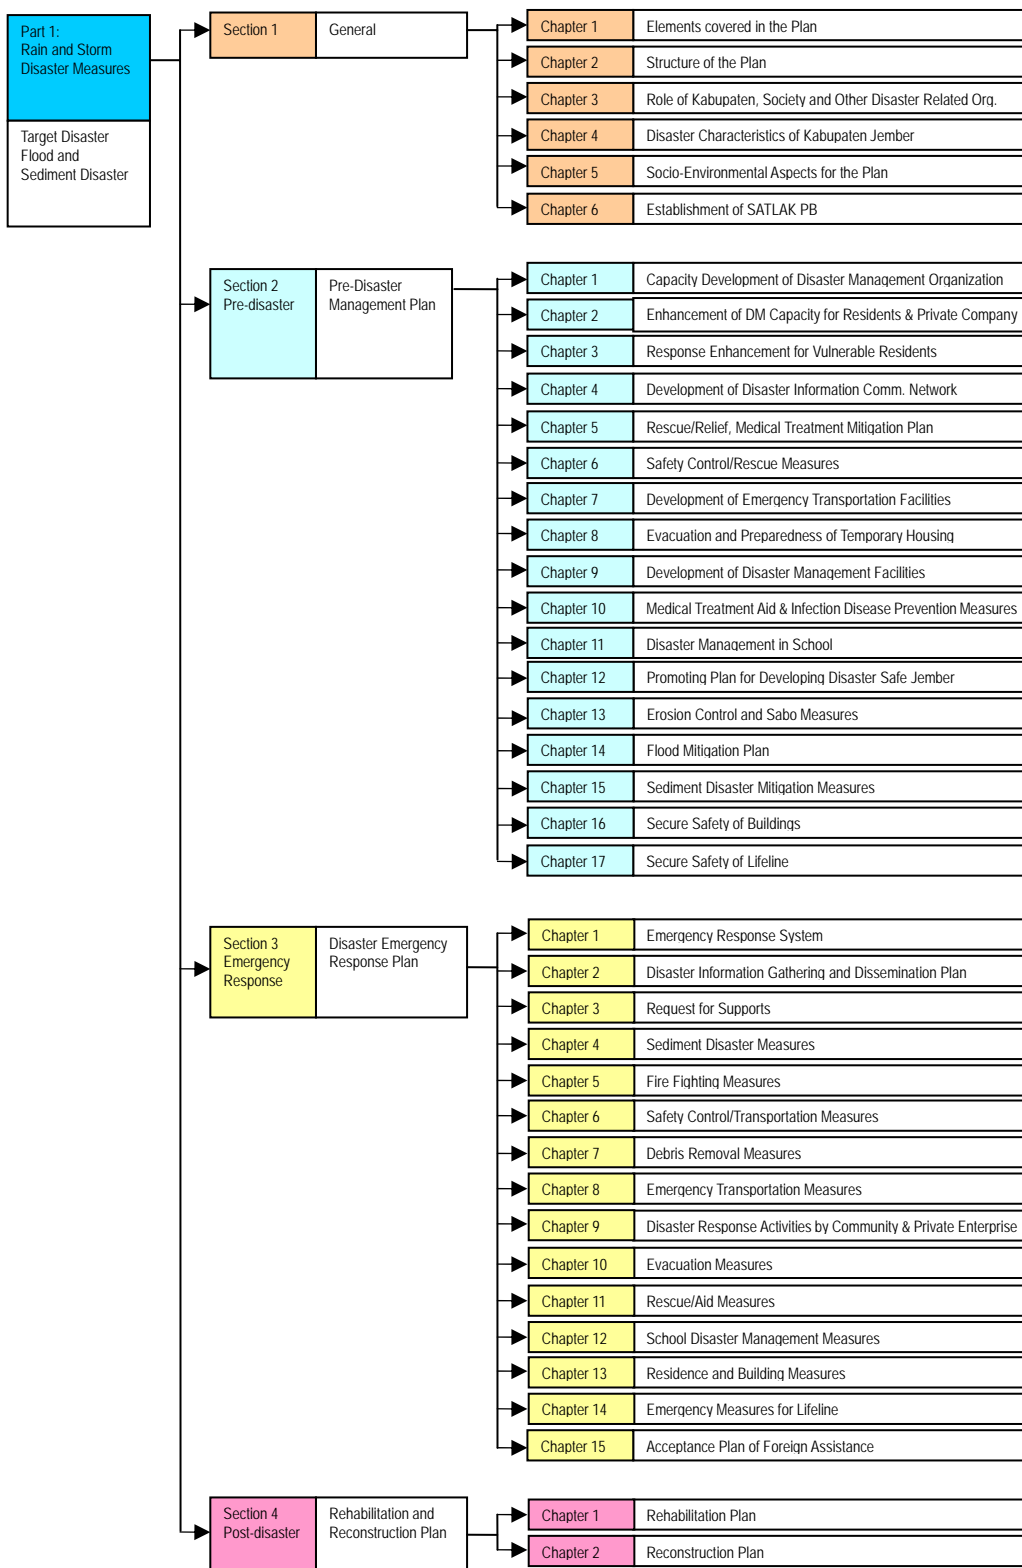 Part 1:
Rain and Storm
Disaster Measures
Target Disaster
Flood and
Sediment Disaster
Section 1
General
Chapter 1
Elements covered in the Plan
Chapter 2
Structure of the Plan
Chapter 3
Role of Kabupaten, Society and Other Disaster Related Org.
Chapter 4
Disaster Characteristics of Kabupaten Jember
Chapter 5
Socio-Environmental Aspects for the Plan
Chapter 6
Establishment of SATLAK PB
Section 2
Pre-disaster
Pre-Disaster
Management Plan
Chapter 1
Capacity Development of Disaster Management Organization
Chapter 2
Enhancement of DM Capacity for Residents & Private Company
Chapter 3
Response Enhancement for Vulnerable Residents
Chapter 4
Development of Disaster Information Comm. Network
Chapter 5
Rescue/Relief, Medical Treatment Mitigation Plan
Chapter 6
Safety Control/Rescue Measures
Chapter 7
Development of Emergency Transportation Facilities
Chapter 8
Evacuation and Preparedness of Temporary Housing
Chapter 9
Development of Disaster Management Facilities
Chapter 10
Medical Treatment Aid & Infection Disease Prevention Measures
Chapter 11
Disaster Management in School
Chapter 12
Promoting Plan for Developing Disaster Safe Jember
Chapter 13
Erosion Control and Sabo Measures
Chapter 14
Flood Mitigation Plan
Chapter 15
Sediment Disaster Mitigation Measures
Chapter 16
Secure Safety of Buildings
Chapter 17
Secure Safety of Lifeline
Section 3
Emergency
Response
Disaster Emergency
Response Plan
Chapter 1
Emergency Response System
Chapter 2
Disaster Information Gathering and Dissemination Plan
Chapter 3
Request for Supports
Chapter 4
Sediment Disaster Measures
Chapter 5
Fire Fighting Measures
Chapter 6
Safety Control/Transportation Measures
Chapter 7
Debris Removal Measures
Chapter 8
Emergency Transportation Measures
Chapter 9
Disaster Response Activities by Community & Private Enterprise
Chapter 10
Evacuation Measures
Chapter 11
Rescue/Aid Measures
Chapter 12
School Disaster Management Measures
Chapter 13
Residence and Building Measures
Chapter 14
Emergency Measures for Lifeline
Chapter 15
Acceptance Plan of Foreign Assistance
Section 4
Post-disaster
Rehabilitation and
Reconstruction Plan
Chapter 1
Rehabilitation Plan
Chapter 2
Reconstruction Plan